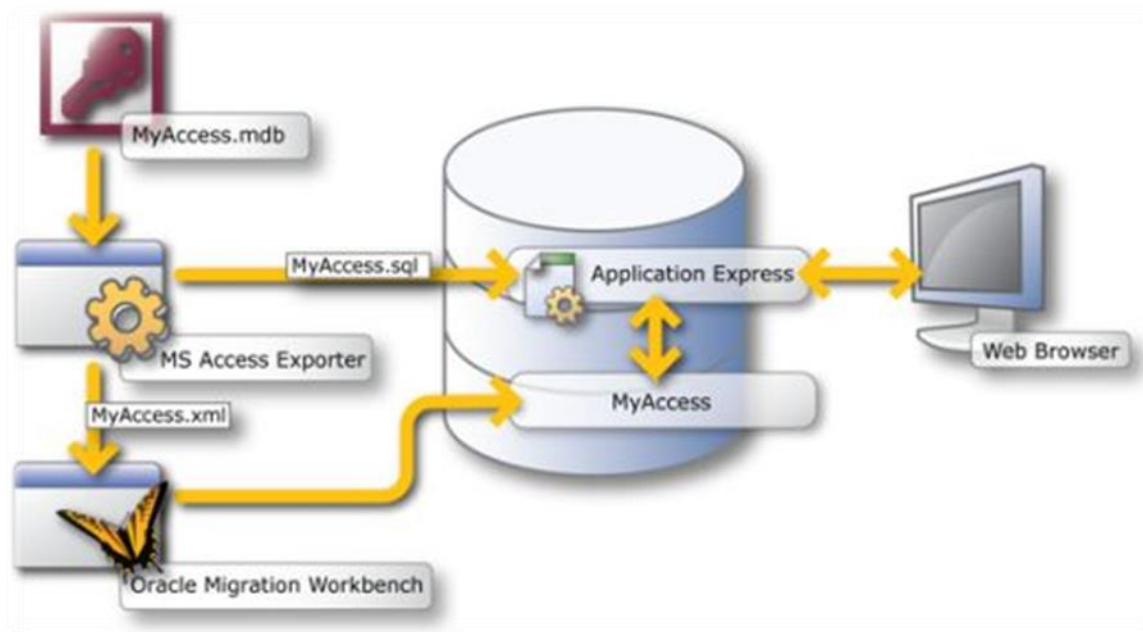 MyAccess.mdb
MyAccess.sql
Application Express
MS Access Exporter
Web Browser
MyAccess.xml
MyAccess
Oracle Migration Workbench